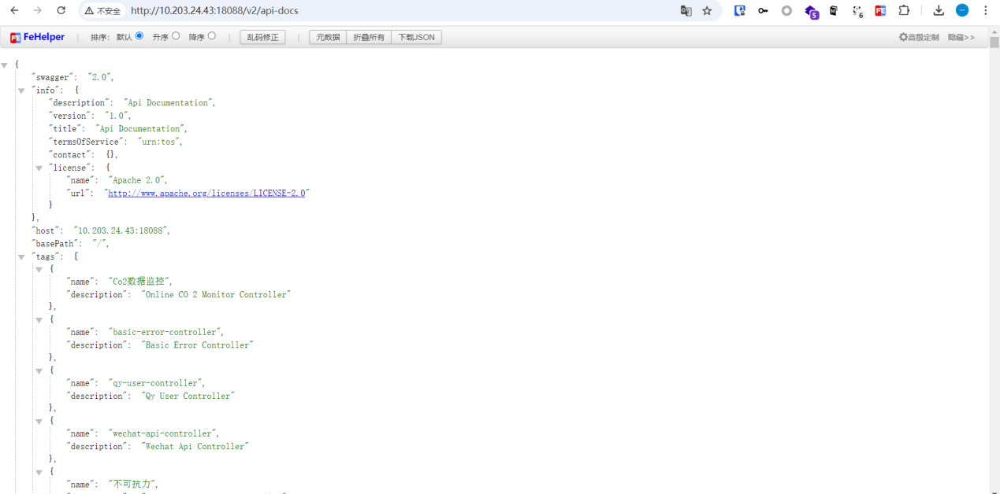 不安全 http://10.203.24.43:18088/v2/api-docs
5 6 FE
FE FeHelper | 排序: 默认 升序 降序 | 乱码修正 | 元数据 折叠所有 下载JSON 高级定制 隐藏>>
{
"swagger": "2.0",
"info": {
"description": "Api Documentation",
"version": "1.0",
"title": "Api Documentation",
"termsOfService": "urn:tos",
"contact": {},
"license": {
"name": "Apache 2.0",
"url": "http://www.apache.org/licenses/LICENSE-2.0"
}
},
"host": "10.203.24.43:18088",
"basePath": "/",
"tags": [
{
"name": "Co2数据监控",
"description": "Online CO 2 Monitor Controller"
},
{
"name": "basic-error-controller",
"description": "Basic Error Controller"
},
{
"name": "qy-user-controller",
"description": "Qy User Controller"
},
{
"name": "wechat-api-controller",
"description": "Wechat Api Controller"
},
{
"name": "不可抗力",